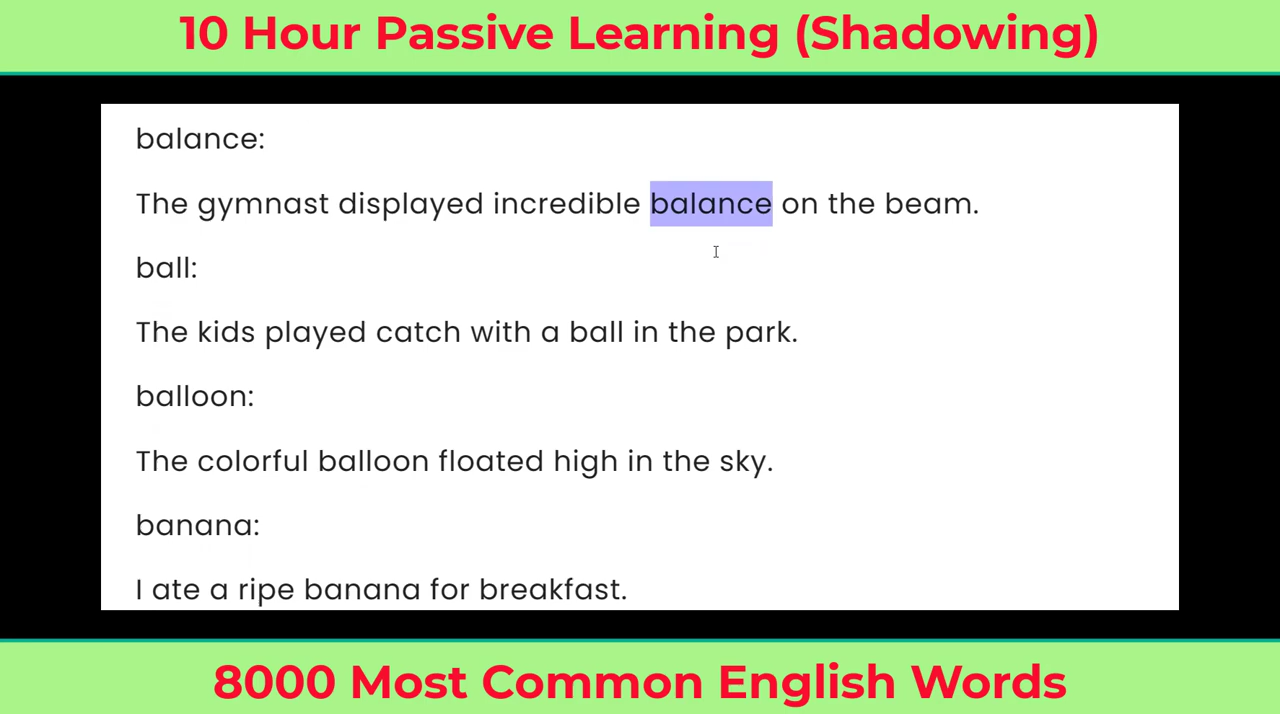 10 Hour Passive Learning (Shadowing)
balance:
The gymnast displayed incredible balance on the beam.
ball:
The kids played catch with a ball in the park.
balloon:
The colorful balloon floated high in the sky.
banana:
I ate a ripe banana for breakfast.
8000 Most Common English Words